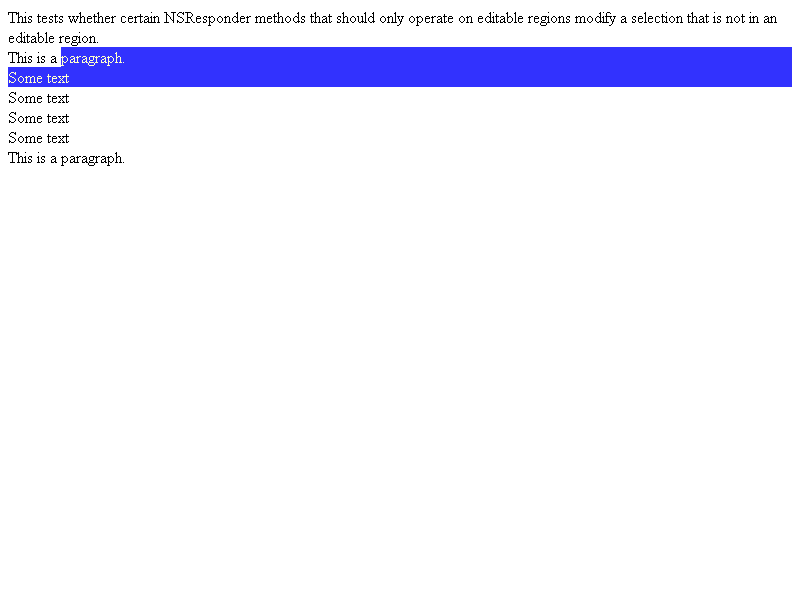 This tests whether certain NSResponder methods that should only operate on editable regions modify a selection that is not in an
editable region.
This is a paragraph.
Some text
Some text
Some text
Some text
This is a paragraph.